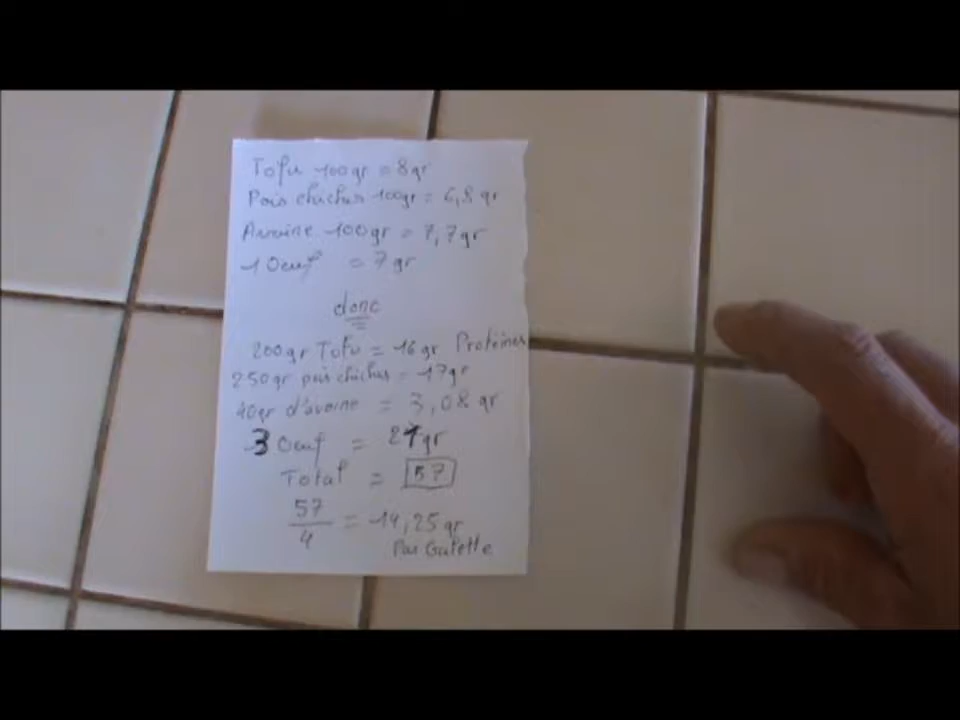 Tofu 100gr = 8gr
Pois chiches 100gr = 6,8 gr
Avoine 100gr = 7,7gr
1 Oeuf = 7gr
donc
200gr Tofu = 16gr Protéines
250gr pois chiches = 17gr
40gr d'avoine = 3,08 gr
3 Oeuf = 21gr
Total = 57
57
4
= 14,25gr
Par Galette